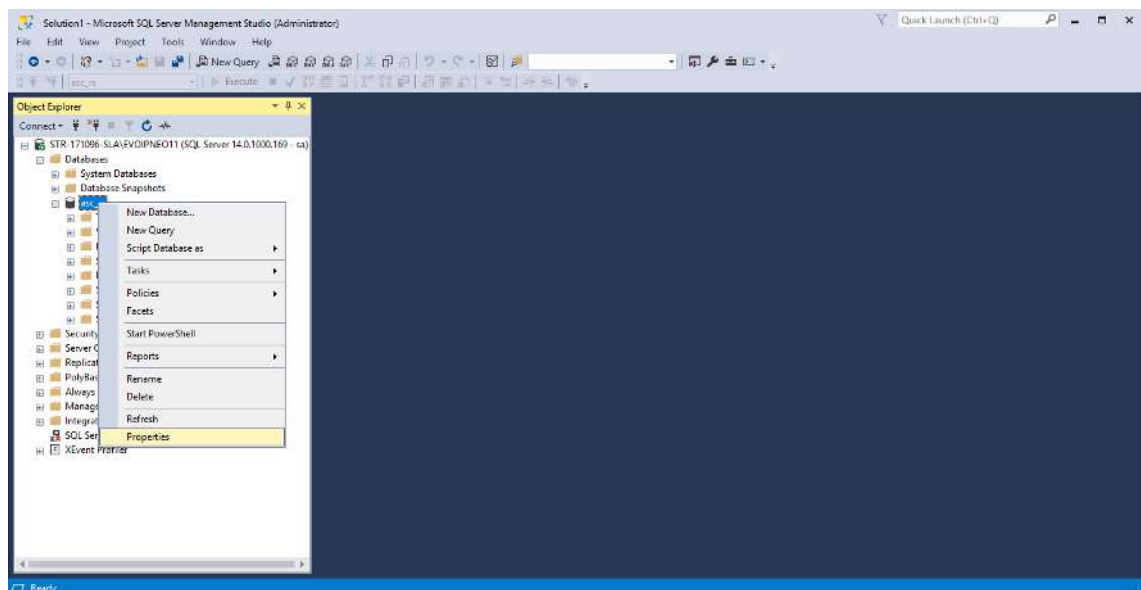 Solution1 - Microsoft SQL Server Management Studio (Administrator)
Quick Launch (Ctrl+Q)
File Edit View Project Tools Window Help
New Query
Execute
Object Explorer
Connect
STR-171096-SLA\EVOIPNEO11 (SQL Server 14.0.1000.169 - sa)
Databases
System Databases
Database Snapshots
New Database...
New Query
Script Database as
Tasks
Policies
Facets
Security
Start PowerShell
Server O
Reports
Replicat
PolyBas
Rename
Always
Delete
Manage
Integrat
Refresh
SQL Ser
Properties
XEvent Profiler
Ready